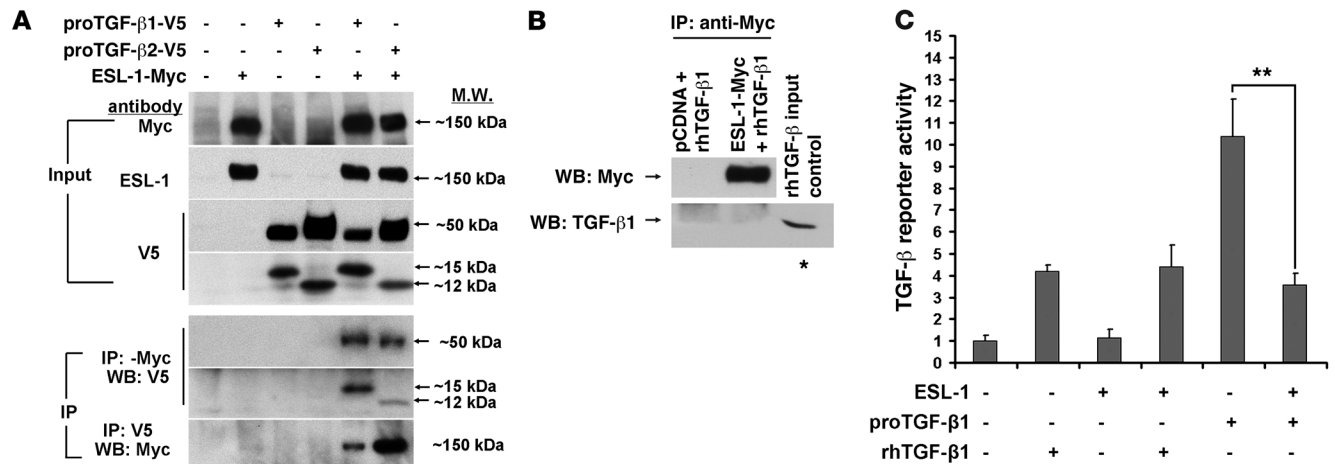 A
proTGF-β1-V5 - - + - + -
proTGF-β2-V5 - - - + - +
ESL-1-Myc - + - - + +
antibody
M.W.
Input
Myc
~150 kDa
ESL-1
~150 kDa
V5
~50 kDa
~15 kDa
~12 kDa
IP
IP: -Myc
WB: V5
~50 kDa
~15 kDa
~12 kDa
IP: V5
WB: Myc
~150 kDa
B
IP: anti-Myc
pCDNA +
rhTGF-β1
ESL-1-Myc
+ rhTGF-β1
rhTGF-β input
control
WB: Myc
WB: TGF-β1
*
C
TGF-β reporter activity
15
14
13
12
11
10
9
8
7
6
5
4
3
2
1
0
**
ESL-1 - - + + - +
proTGF-β1 - - - - + +
rhTGF-β1 - + - + - -